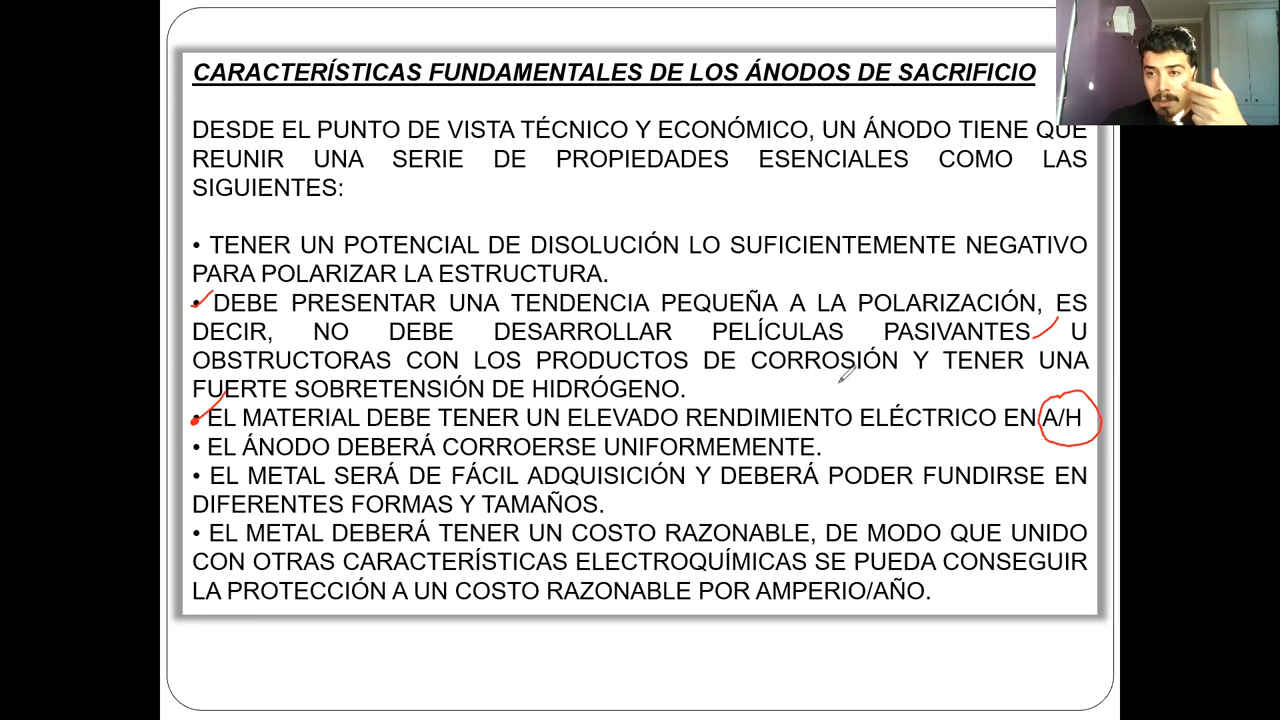 CARACTERÍSTICAS FUNDAMENTALES DE LOS ÁNODOS DE SACRIFICIO
DESDE EL PUNTO DE VISTA TÉCNICO Y ECONÓMICO, UN ÁNODO TIENE QUE
REUNIR UNA SERIE DE PROPIEDADES ESENCIALES COMO LAS
SIGUIENTES:
• TENER UN POTENCIAL DE DISOLUCIÓN LO SUFICIENTEMENTE NEGATIVO
PARA POLARIZAR LA ESTRUCTURA.
• DEBE PRESENTAR UNA TENDENCIA PEQUEÑA A LA POLARIZACIÓN, ES
DECIR, NO DEBE DESARROLLAR PELÍCULAS PASIVANTES U
OBSTRUCTORAS CON LOS PRODUCTOS DE CORROSIÓN Y TENER UNA
FUERTE SOBRETENSIÓN DE HIDRÓGENO.
• EL MATERIAL DEBE TENER UN ELEVADO RENDIMIENTO ELÉCTRICO EN A/H
• EL ÁNODO DEBERÁ CORROERSE UNIFORMEMENTE.
• EL METAL SERÁ DE FÁCIL ADQUISICIÓN Y DEBERÁ PODER FUNDIRSE EN
DIFERENTES FORMAS Y TAMAÑOS.
• EL METAL DEBERÁ TENER UN COSTO RAZONABLE, DE MODO QUE UNIDO
CON OTRAS CARACTERÍSTICAS ELECTROQUÍMICAS SE PUEDA CONSEGUIR
LA PROTECCIÓN A UN COSTO RAZONABLE POR AMPERIO/AÑO.